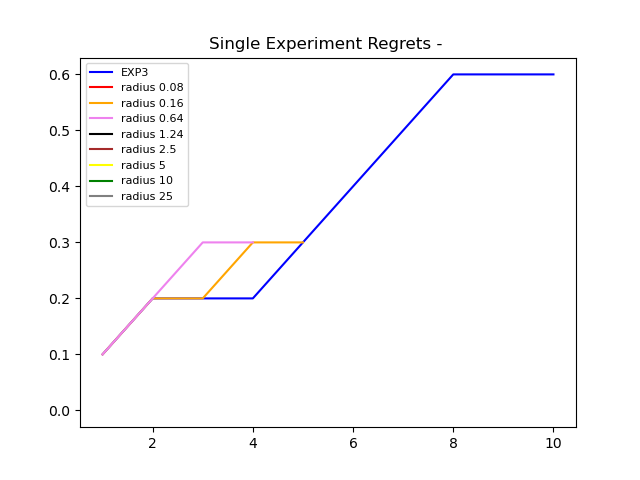 Single Experiment Regrets -
EXP3
radius 0.08
radius 0.16
radius 0.64
radius 1.24
radius 2.5
radius 5
radius 10
radius 25
0.6
0.5
0.4
0.3
0.2
0.1
0.0
2 4 6 8 10